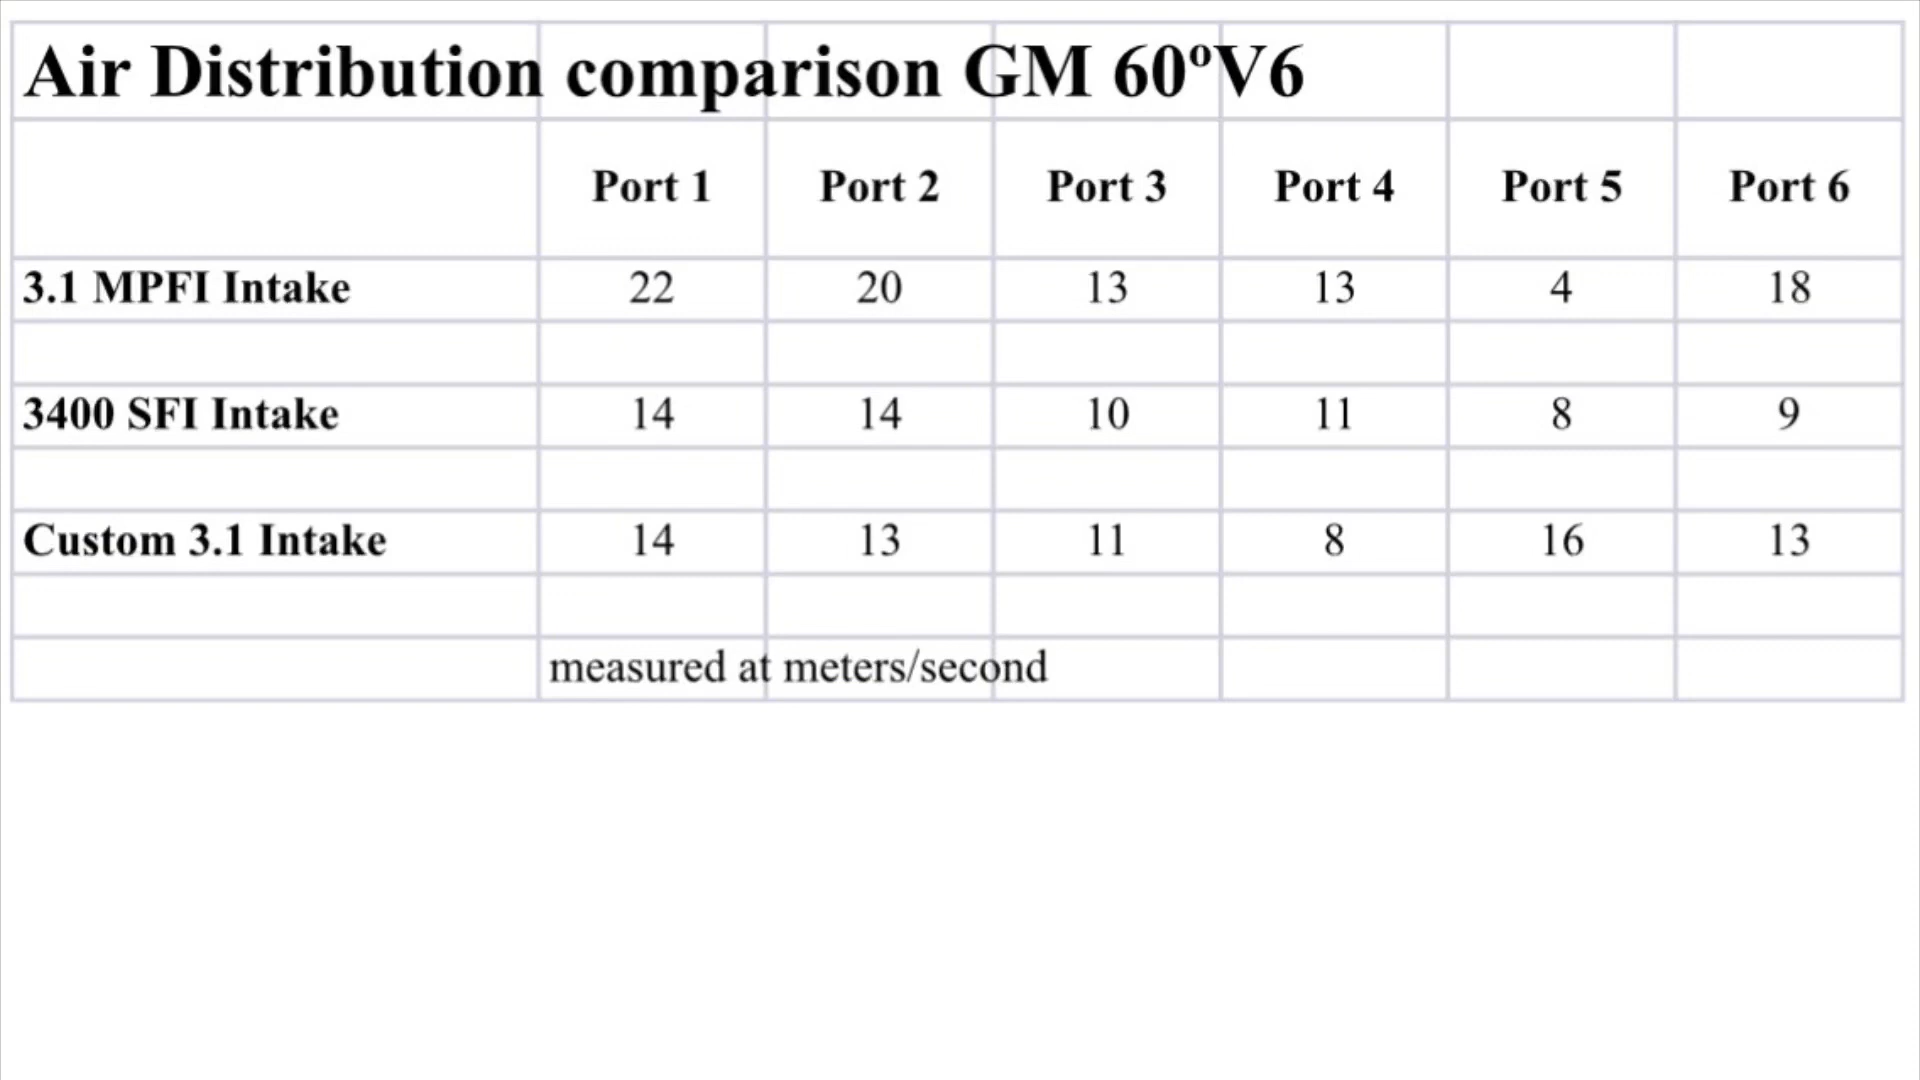 Air Distribution comparison GM 60ºV6
Port 1 Port 2 Port 3 Port 4 Port 5 Port 6
3.1 MPFI Intake 22 20 13 13 4 18
3400 SFI Intake 14 14 10 11 8 9
Custom 3.1 Intake 14 13 11 8 16 13
measured at meters/second